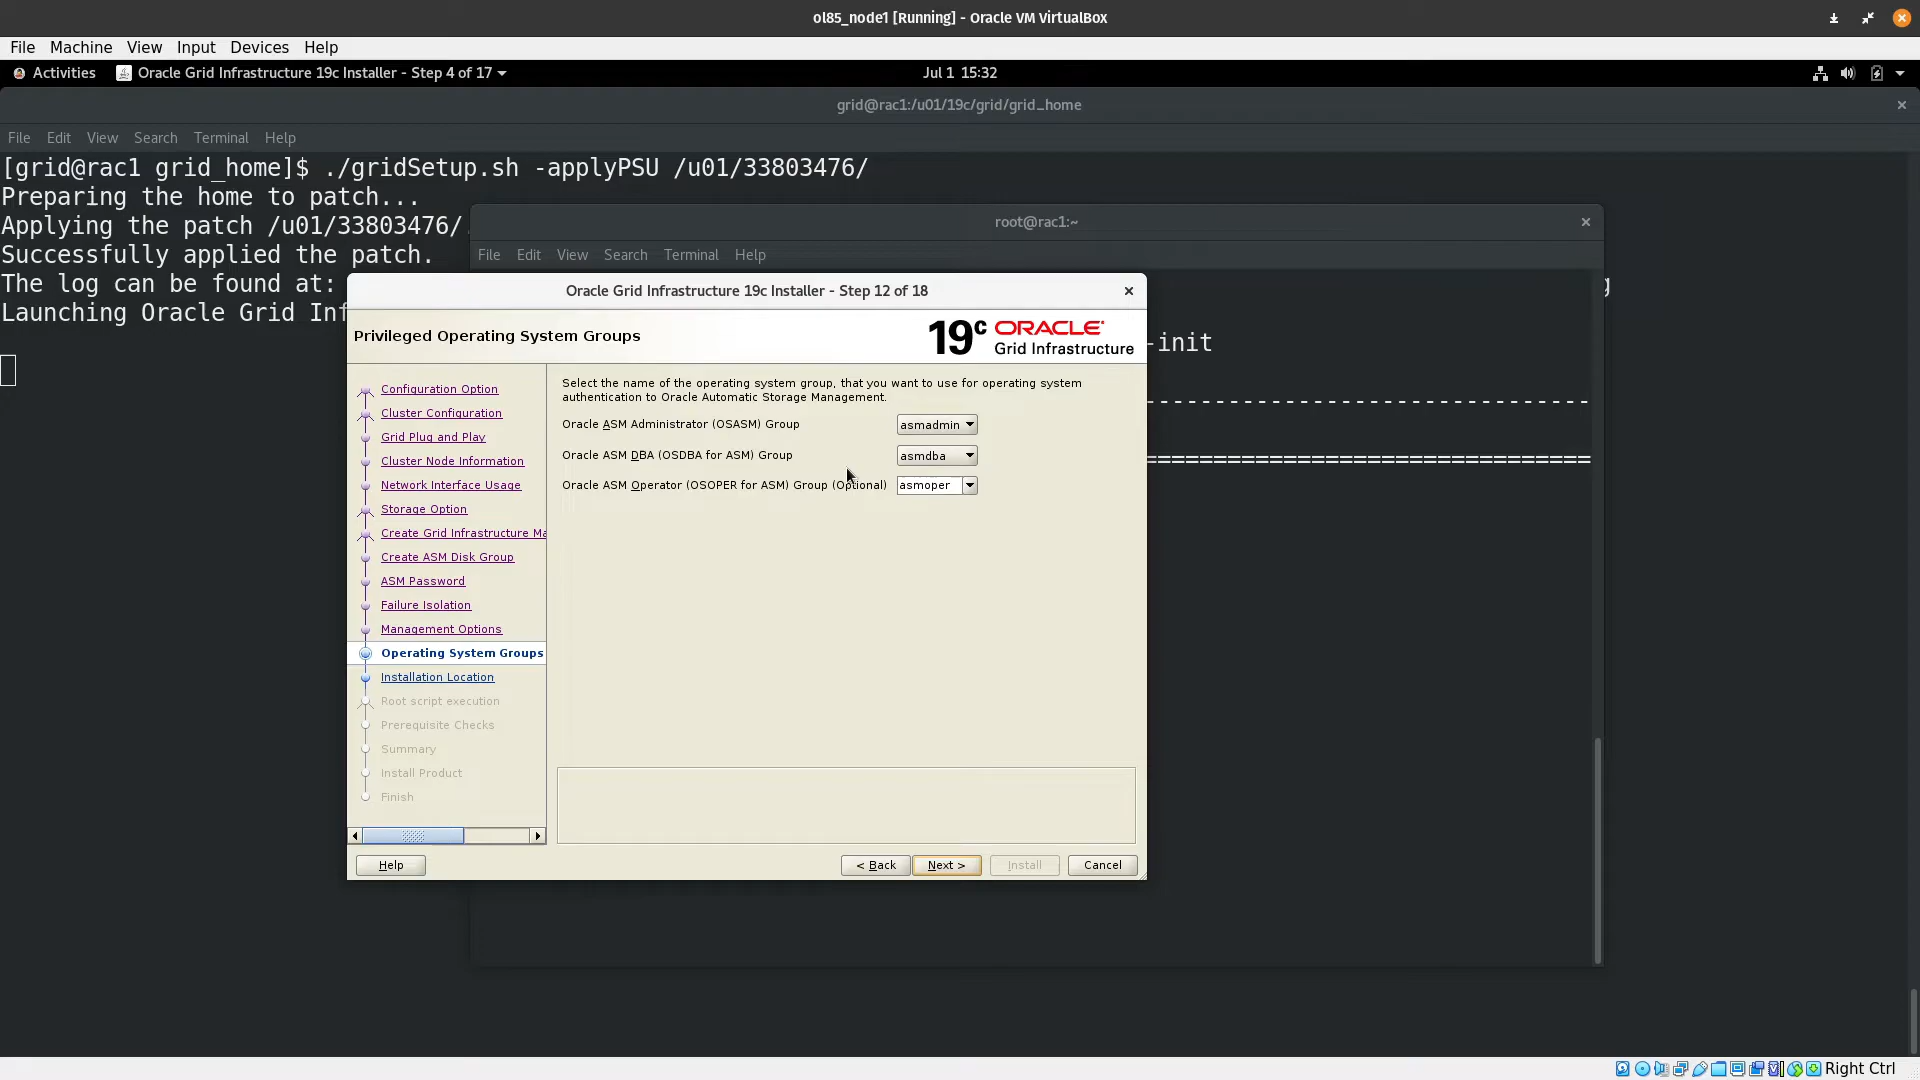 ol85_node1 [Running] - Oracle VM VirtualBox
File Machine View Input Devices Help
Activities Oracle Grid Infrastructure 19c Installer - Step 4 of 17 Jul 1 15:32
grid@rac1:/u01/19c/grid/grid_home
File Edit View Search Terminal Help
[grid@rac1 grid_home]$ ./gridSetup.sh -applyPSU /u01/33803476/
Preparing the home to patch...
Applying the patch /u01/33803476/
Successfully applied the patch.
The log can be found at:
Launching Oracle Grid Inf
root@rac1:~
File Edit View Search Terminal Help
-init
Oracle Grid Infrastructure 19c Installer - Step 12 of 18
Privileged Operating System Groups
19c ORACLE
Grid Infrastructure
Configuration Option
Cluster Configuration
Grid Plug and Play
Cluster Node Information
Network Interface Usage
Storage Option
Create Grid Infrastructure Ma
Create ASM Disk Group
ASM Password
Failure Isolation
Management Options
Operating System Groups
Installation Location
Root script execution
Prerequisite Checks
Summary
Install Product
Finish
Select the name of the operating system group, that you want to use for operating system
authentication to Oracle Automatic Storage Management.
Oracle ASM Administrator (OSASM) Group asmadmin
Oracle ASM DBA (OSDBA for ASM) Group asmdba
Oracle ASM Operator (OSOPER for ASM) Group (Optional) asmoper
Help < Back Next > Install Cancel
Right Ctrl